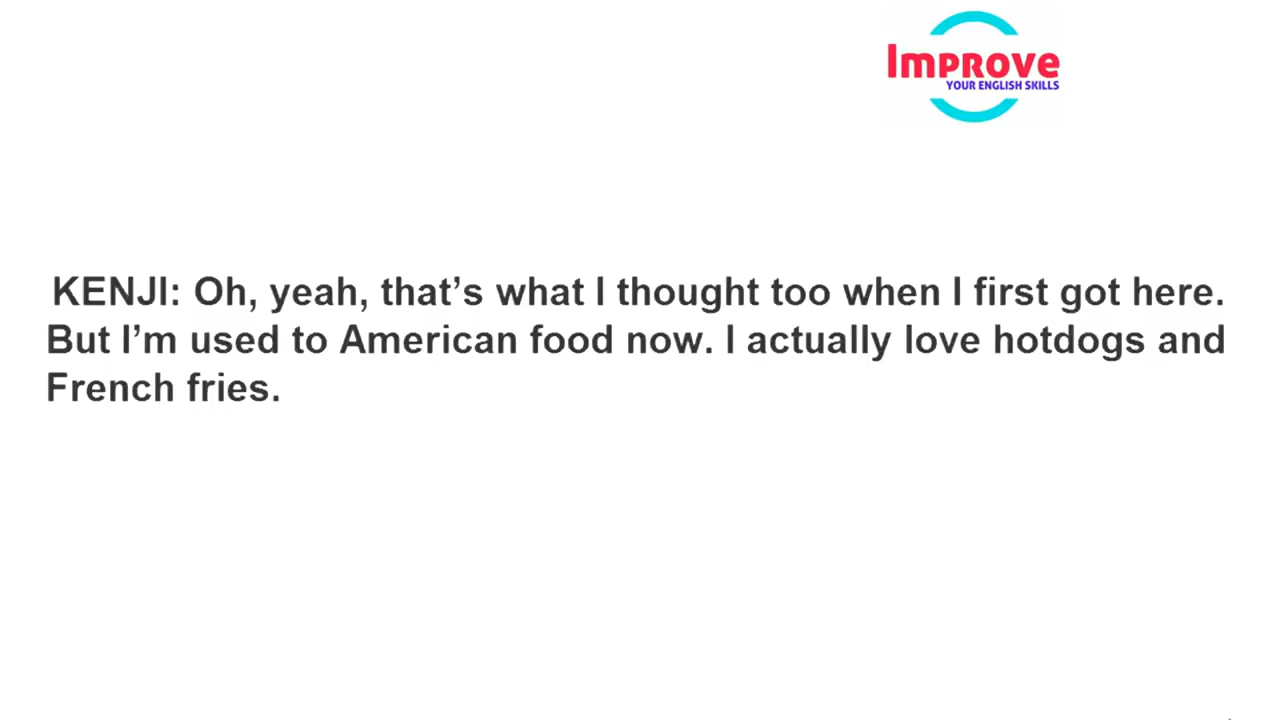 Improve
YOUR ENGLISH SKILLS
KENJI: Oh, yeah, that’s what I thought too when I first got here.
But I’m used to American food now. I actually love hotdogs and
French fries.